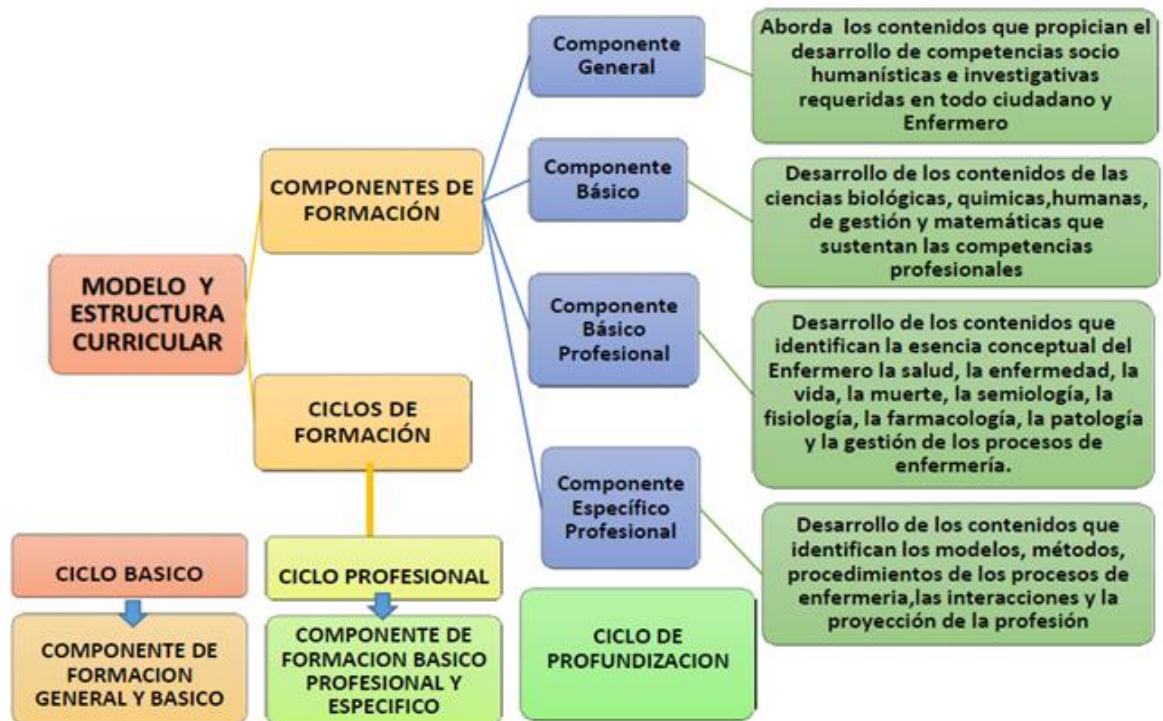 MODELO Y
ESTRUCTURA
CURRICULAR
COMPONENTES DE
FORMACIÓN
Componente
General
Aborda los contenidos que propician el
desarrollo de competencias socio
humanísticas e investigativas
requeridas en todo ciudadano y
Enfermero
Componente
Básico
Desarrollo de los contenidos de las
ciencias biológicas, quimicas,humanas,
de gestión y matemáticas que
sustentan las competencias
profesionales
Componente
Básico
Profesional
Desarrollo de los contenidos que
identifican la esencia conceptual del
Enfermero la salud, la enfermedad, la
vida, la muerte, la semiología, la
fisiología, la farmacología, la patología
y la gestión de los procesos de
enfermería.
Componente
Específico
Profesional
Desarrollo de los contenidos que
identifican los modelos, métodos,
procedimientos de los procesos de
enfermeria,las interacciones y la
proyección de la profesión
CICLOS DE
FORMACIÓN
CICLO BASICO
COMPONENTE DE
FORMACION
GENERAL Y BASICO
CICLO PROFESIONAL
COMPONENTE DE
FORMACION BASICO
PROFESIONAL Y
ESPECIFICO
CICLO DE
PROFUNDIZACION